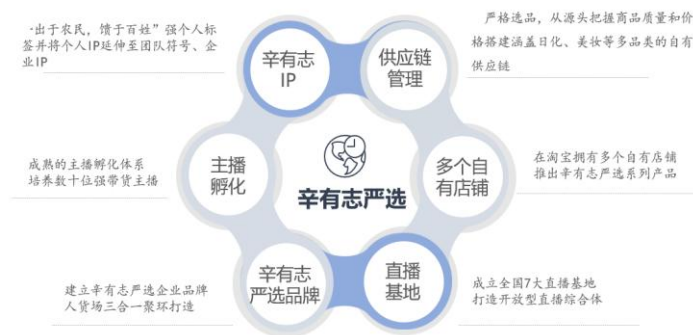 -出于农民,馈于百姓”强个人标
签并将个人IP延伸至团队符号、企
业IP
辛有志
IP
供应链
管理
严格选品,从源头把握商品质量和价
格搭建涵盖日化、美妆等多品类的自有
供应链
成熟的主播孵化体系
培养数十位强带货主播
主播
孵化
辛有志严选
多个自
有店铺
在淘宝拥有多个自有店铺
推出辛有志严选系列产品
建立辛有志严选企业品牌
人货场三合一聚环打造
辛有志
严选品牌
直播
基地
成立全国7大直播基地
打造开放型直播综合体